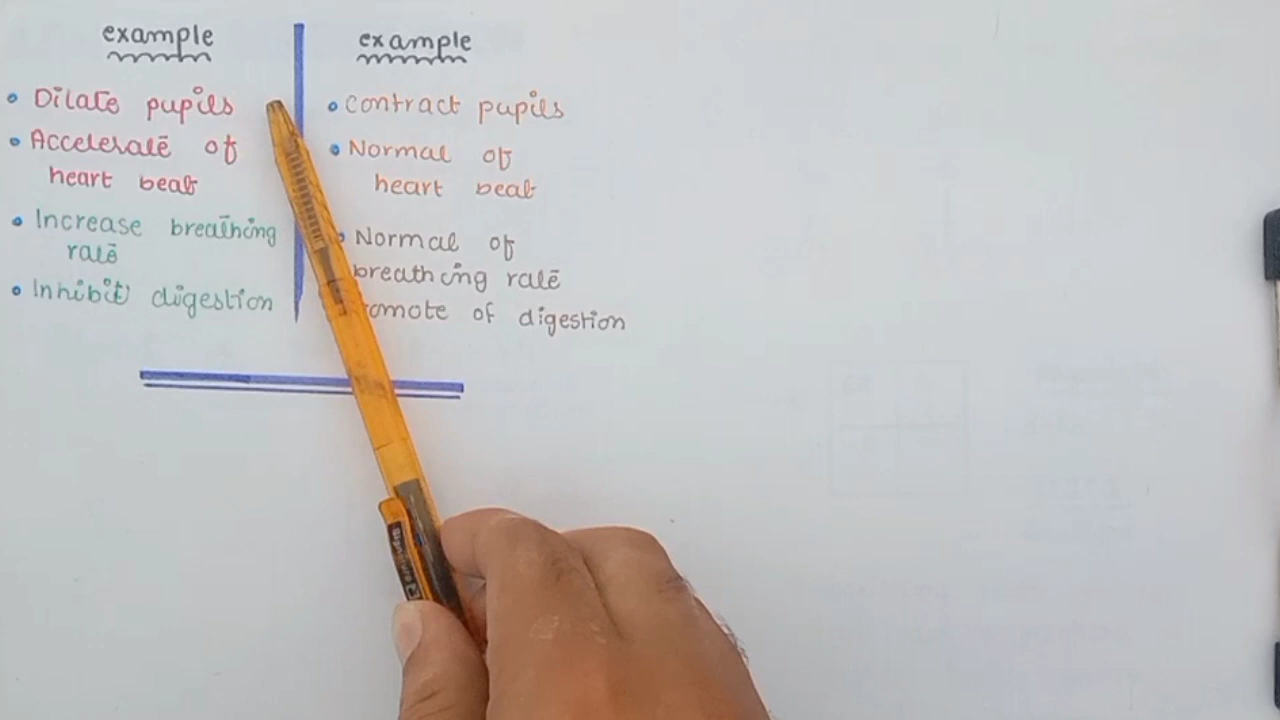 example
Dilate pupils
Accelerate of
heart beat
Increase breathing
rate
Inhibit digestion
example
Contract pupils
Normal of
heart beat
Normal of
breathing rate
omote of digestion
Signature